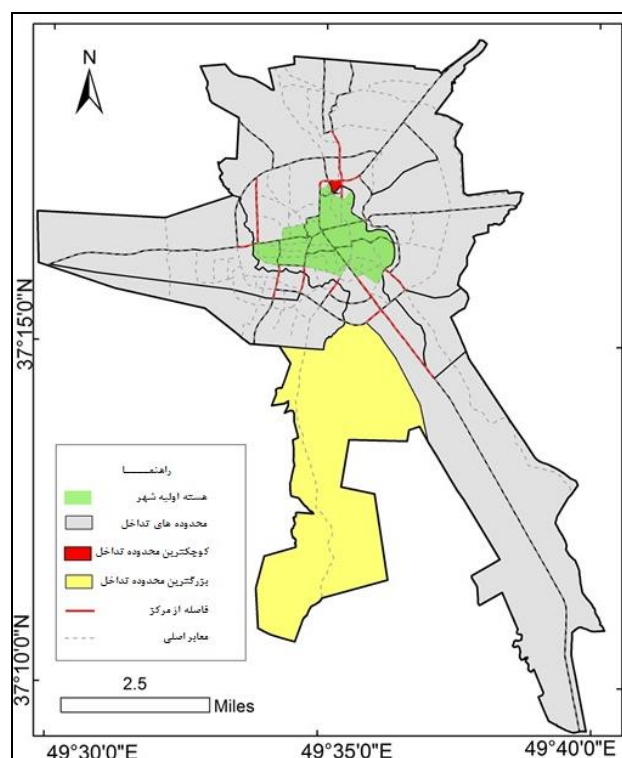 N
37°15'0"N
37°10'0"N
راهنمـــــا
هسته اولیه شهر
محدوده های تداخل
کوچکترین محدوده تداخل
بزرگترین محدوده تداخل
فاصله از مرکز
معابر اصلی
2.5
Miles
49°30'0"E
49°35'0"E
49°40'0"E